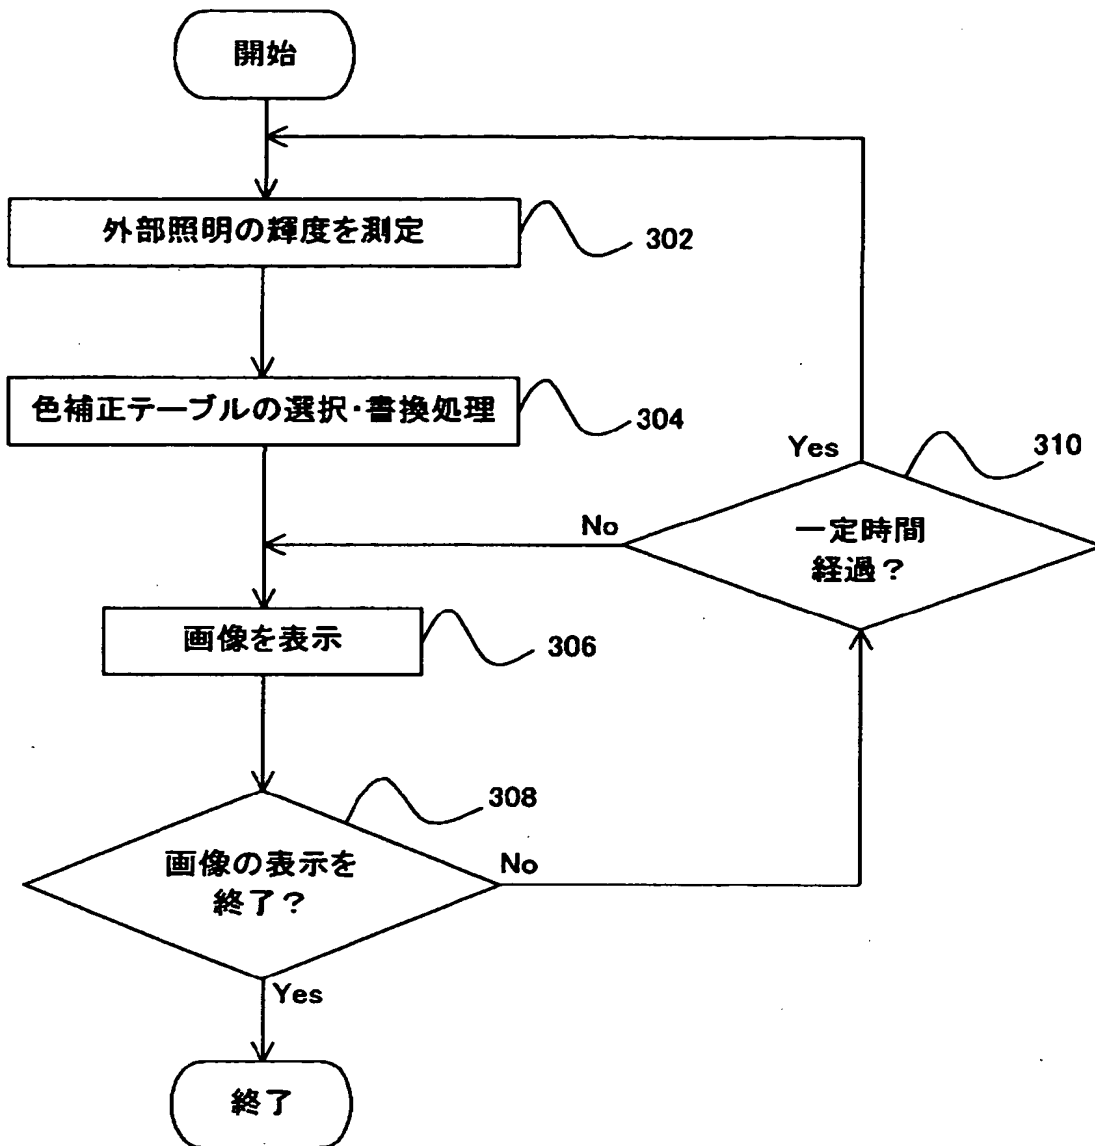 開始
外部照明の輝度を測定
302
色補正テーブルの選択・書換処理
304
Yes
310
No
一定時間
経過？
画像を表示
306
308
画像の表示を
終了？
No
Yes
終了